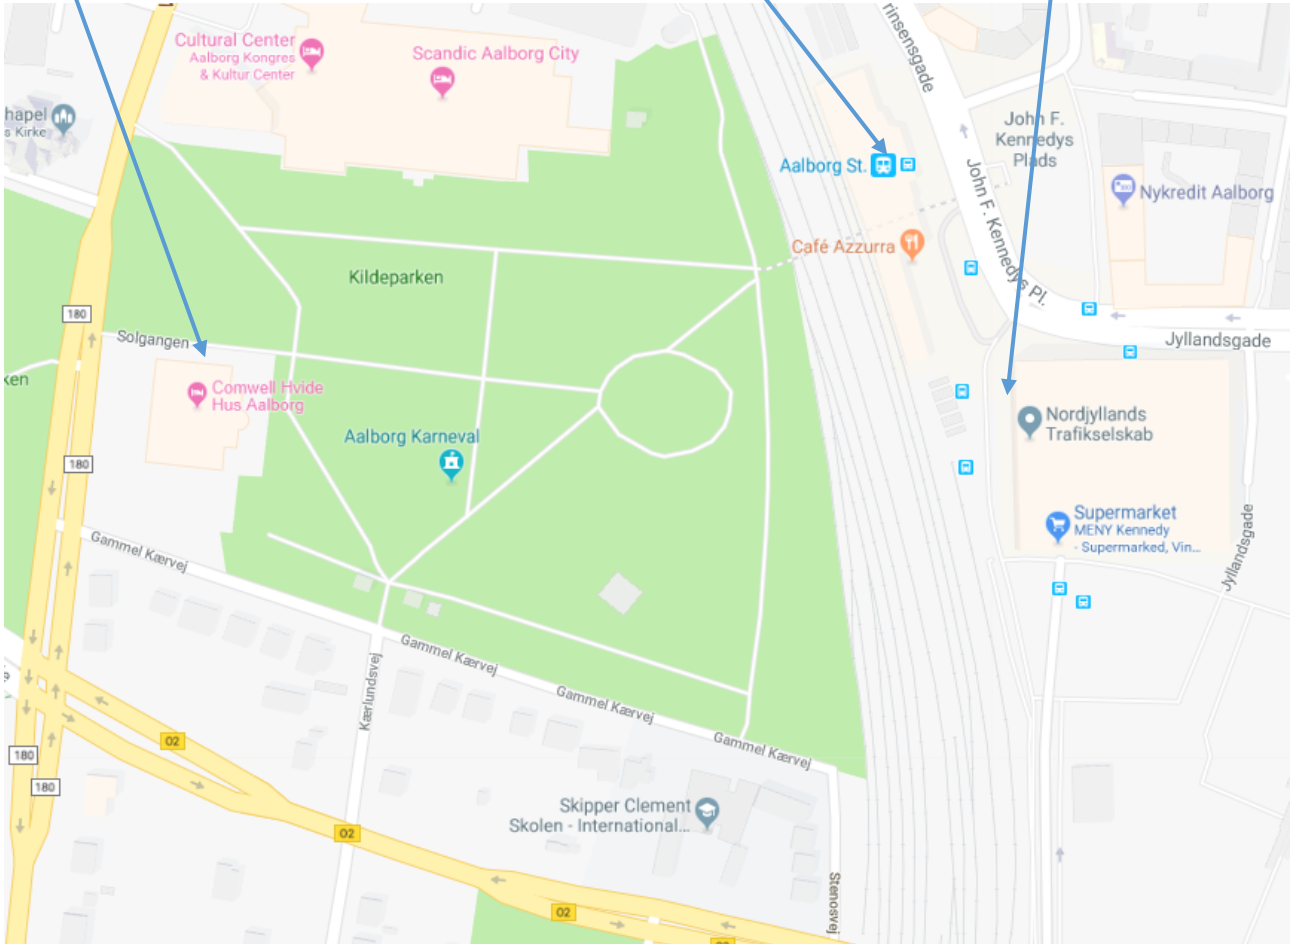 Cultural Center
Aalborg Kongres
& Kultur Center
Scandic Aalborg City
rinsensgade
hapel
s Kirke
John F.
Kennedys
Plads
Aalborg St.
John F. Kennedys Pl.
Nykredit Aalborg
Café Azzurra
Kildeparken
180
Solgangen
Jyllandsgade
ken
Comwell Hvide
Hus Aalborg
Aalborg Karneval
Nordjyllands
Trafikselskab
180
Supermarket
MENY Kennedy
- Supermarked, Vin...
Gammel Kærvej
Jyllandsgade
Gammel Kærvej
Kærlundsvej
Gammel Kærvej
Gammel Kærvej
O2
180
180
Skipper Clement
Skolen - International...
O2
Stenosvej
O2